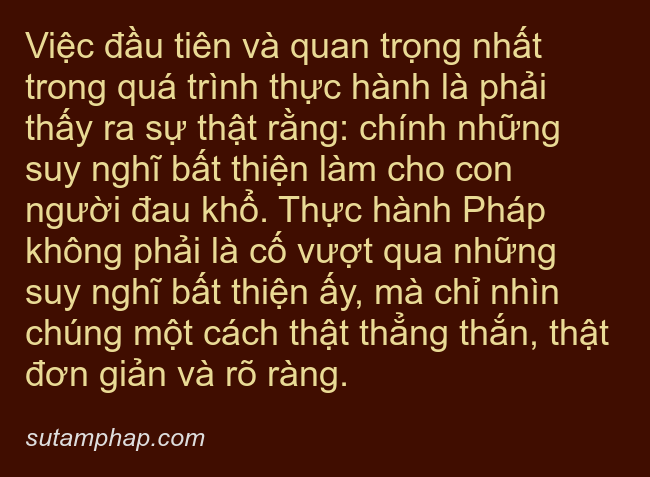 Việc đầu tiên và quan trọng nhất
trong quá trình thực hành là phải
thấy ra sự thật rằng: chính những
suy nghĩ bất thiện làm cho con
người đau khổ. Thực hành Pháp
không phải là cố vượt qua những
suy nghĩ bất thiện ấy, mà chỉ nhìn
chúng một cách thật thẳng thắn, thật
đơn giản và rõ ràng.
sutamphap.com